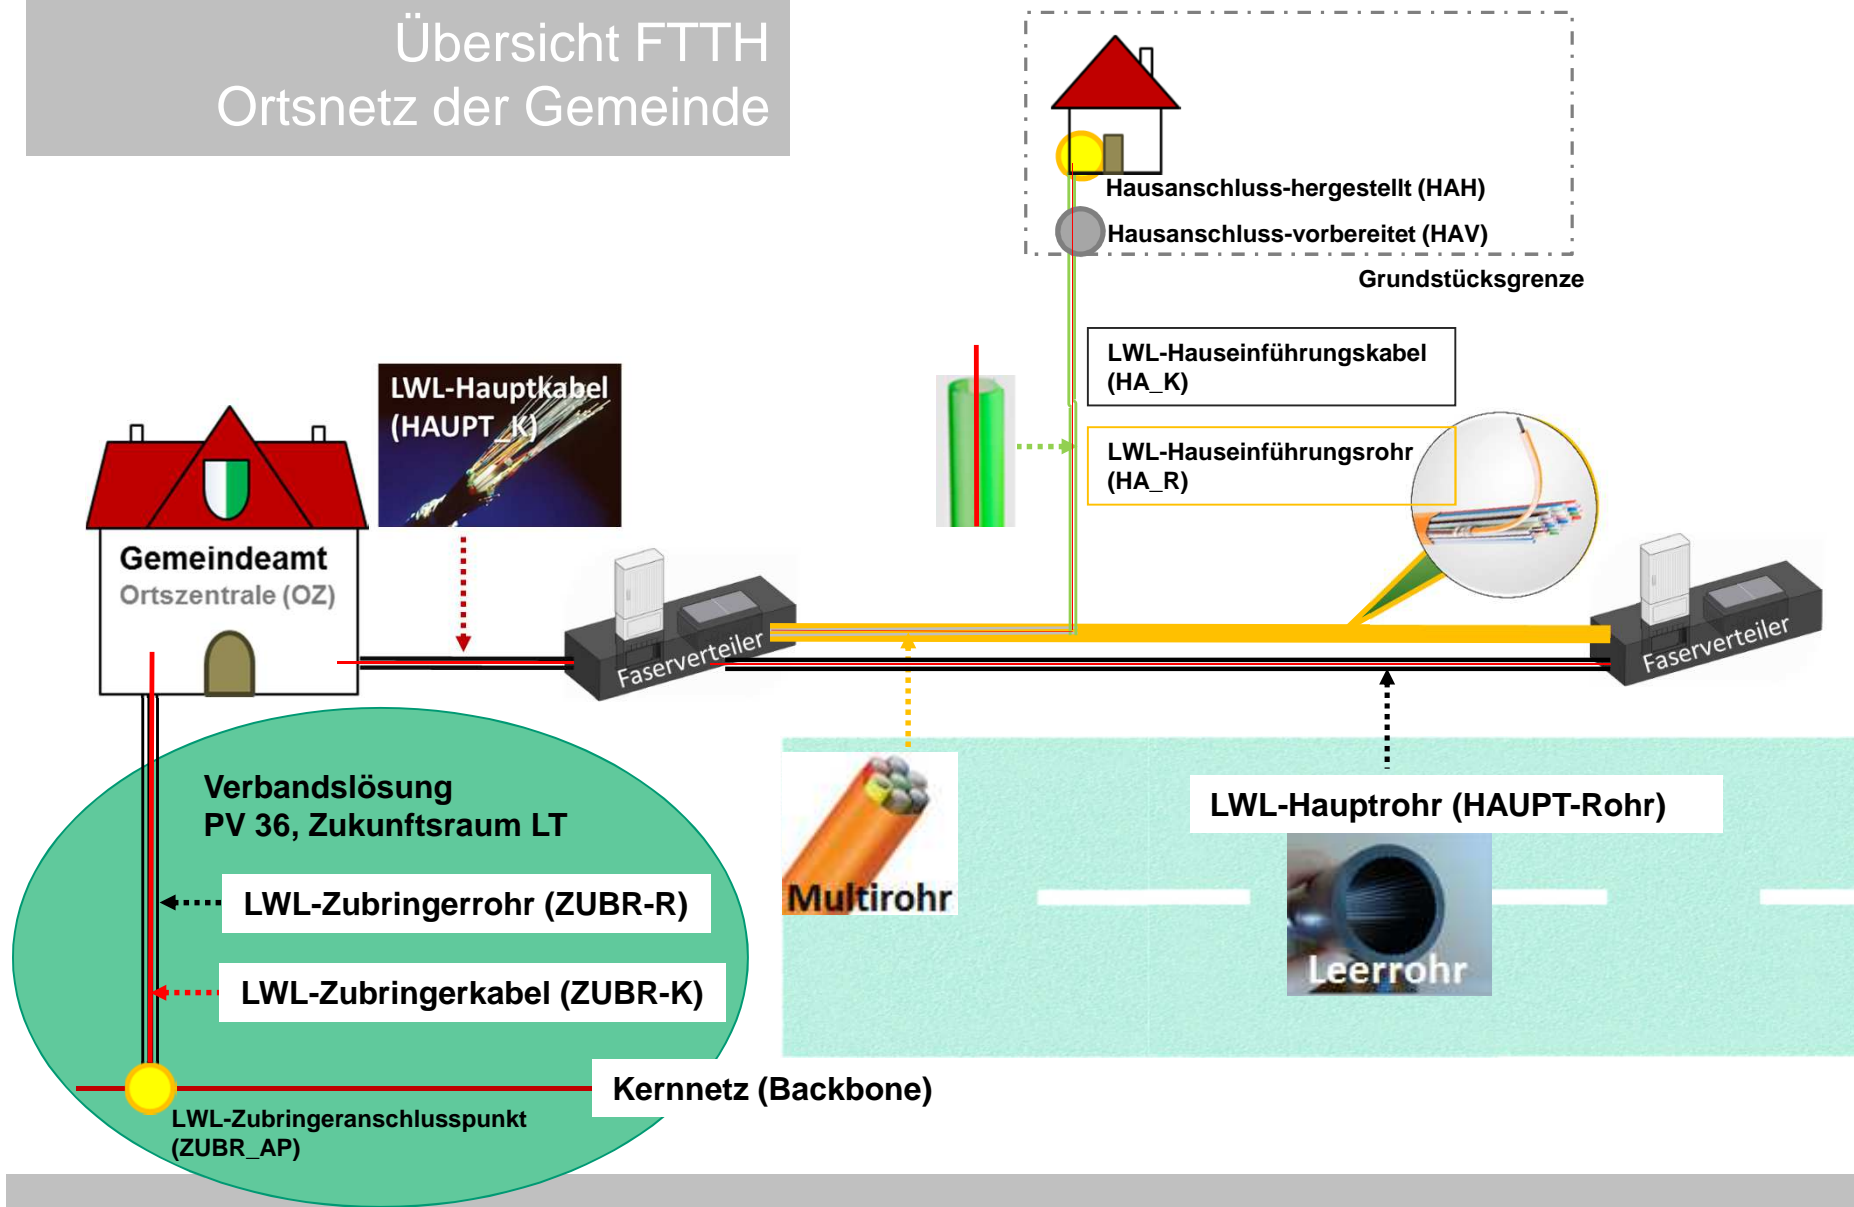 Übersicht FTTH
Ortsnetz der Gemeinde
Hausanschluss-hergestellt (HAH)
Hausanschluss-vorbereitet (HAV)
Grundstücksgrenze
LWL-Hauseinführungskabel
(HA_K)
LWL-Hauptkabel
(HAUPT_K)
LWL-Hauseinführungsrohr
(HA_R)
Gemeindeamt
Ortszentrale (OZ)
Faserverteiler
Faserverteiler
Verbandslösung
PV 36, Zukunftsraum LT
LWL-Hauptrohr (HAUPT-Rohr)
Multirohr
LWL-Zubringerrohr (ZUBR-R)
Leerrohr
LWL-Zubringerkabel (ZUBR-K)
Kernnetz (Backbone)
LWL-Zubringeranschlusspunkt
(ZUBR_AP)